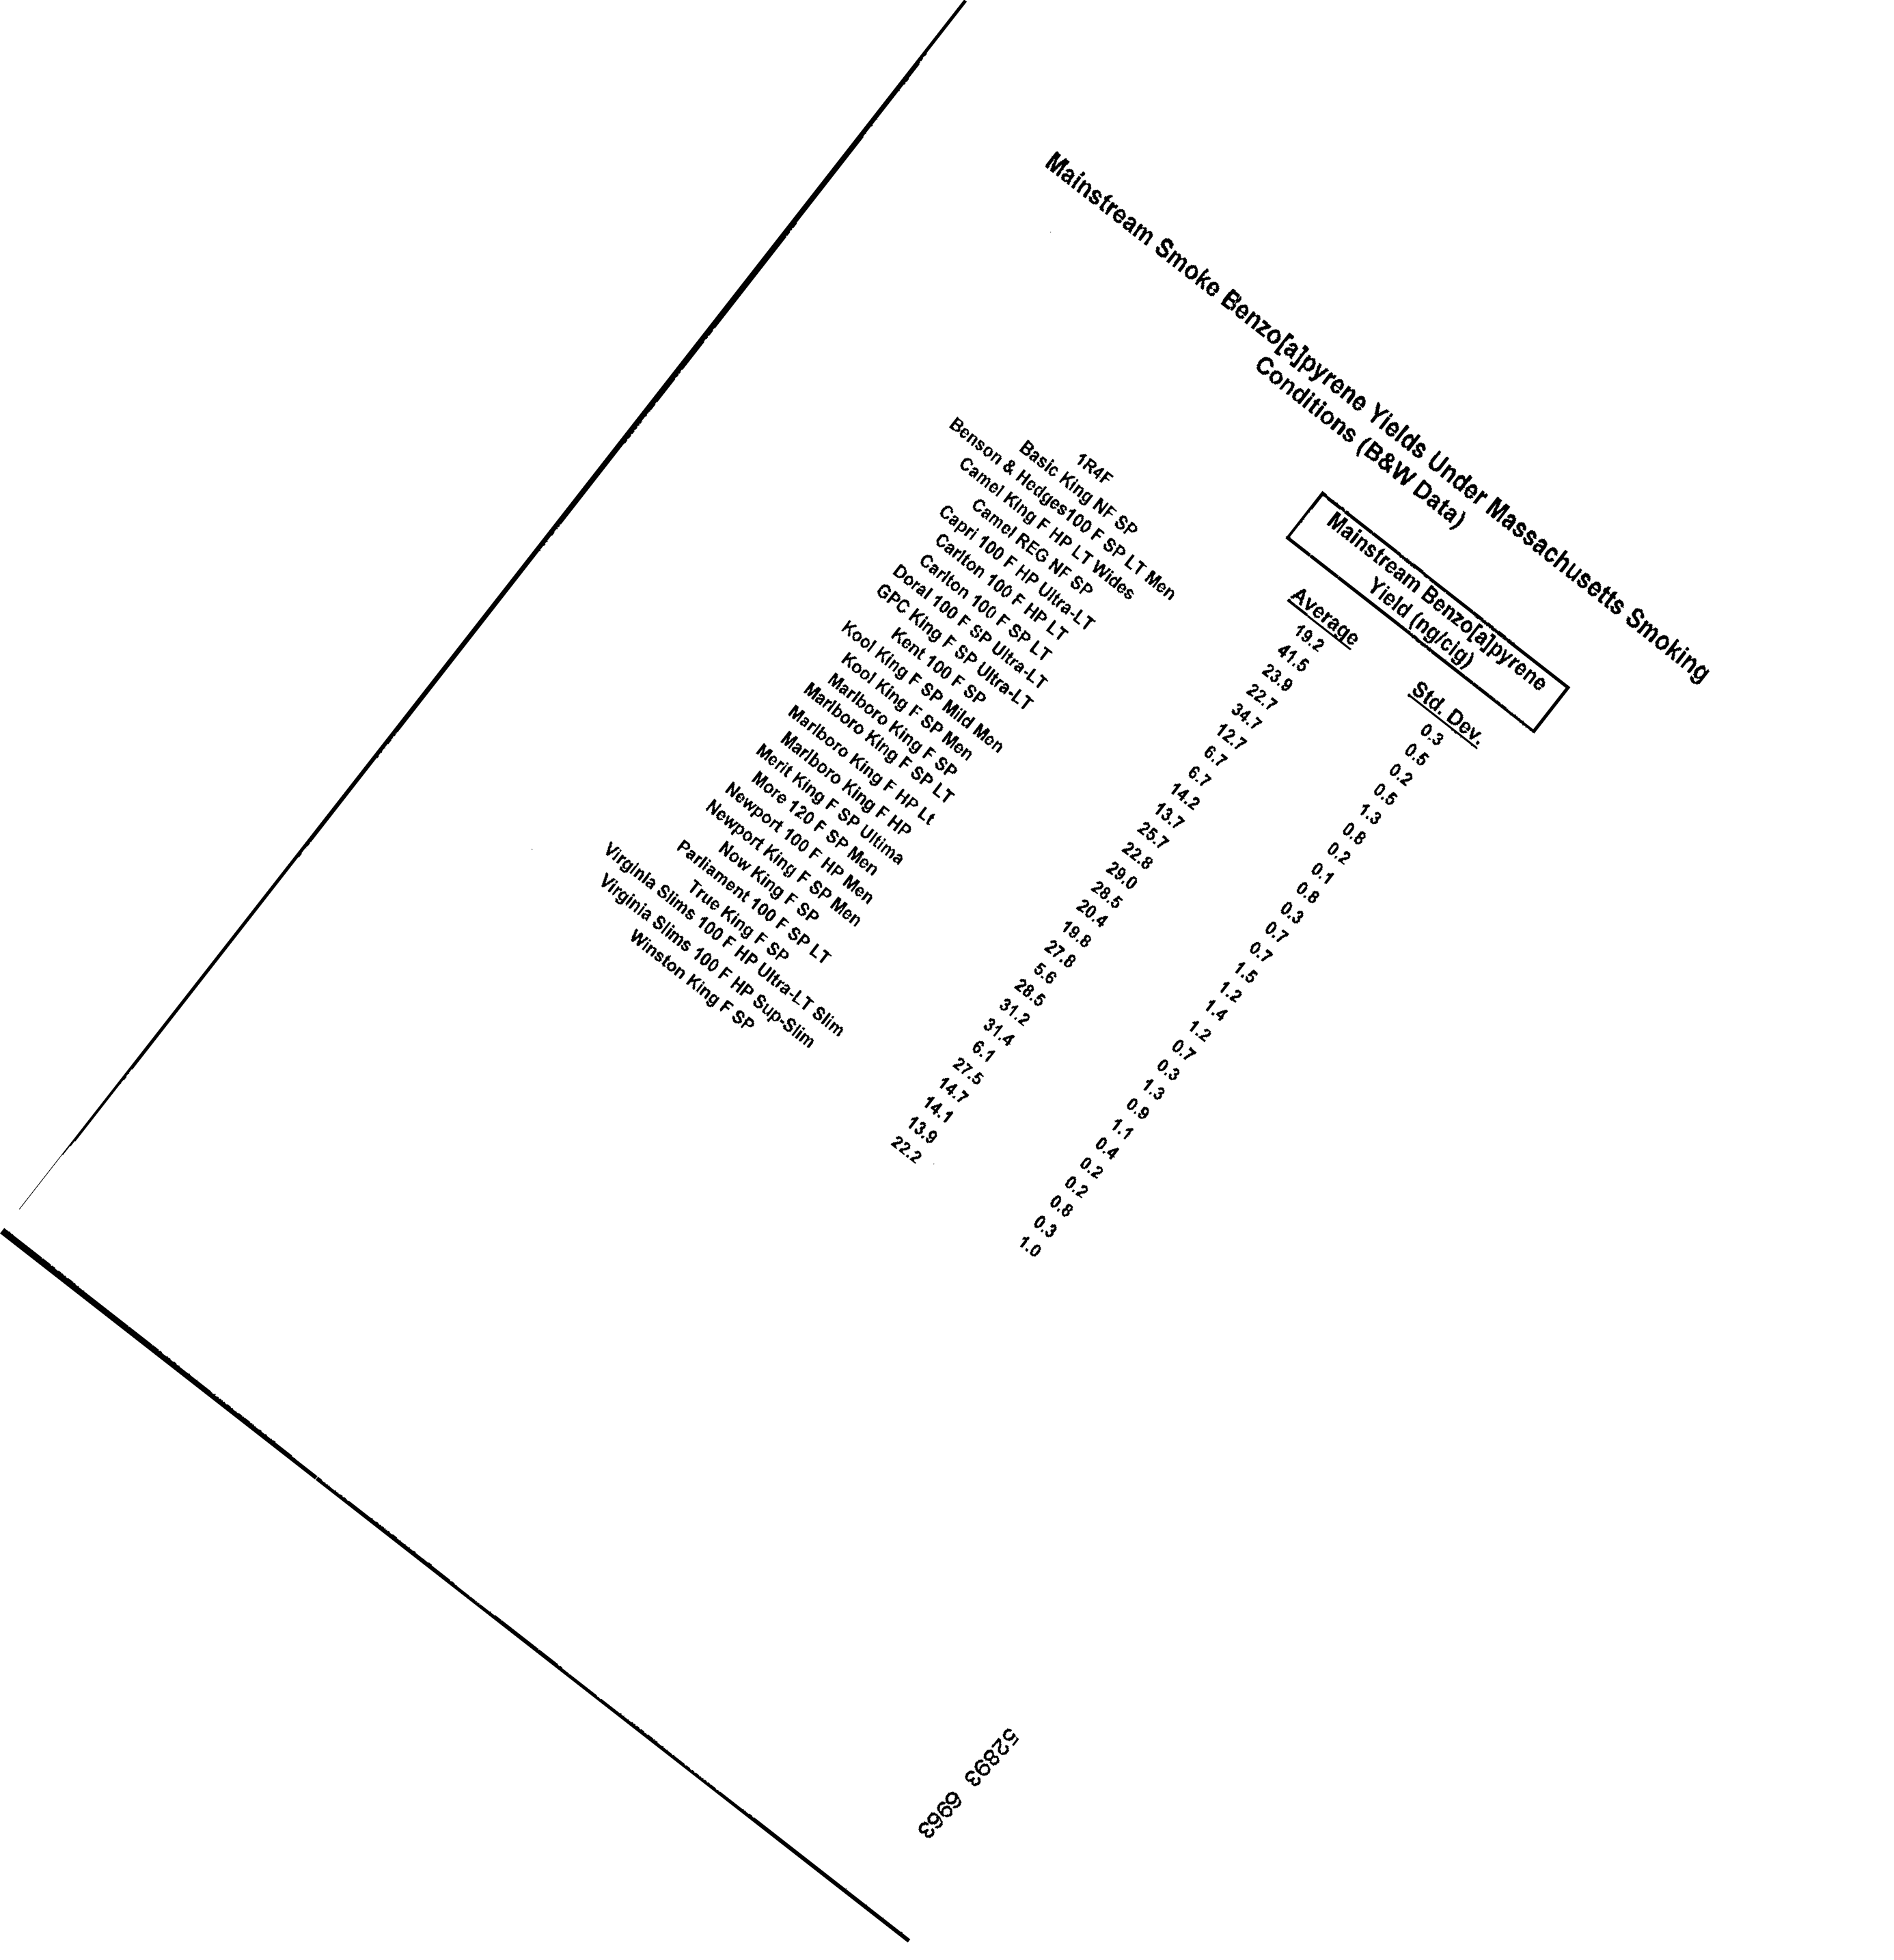 Mainstream Smoke Benzo[a]pyrene Yields Under Massachusetts Smoking
Conditions (B&W Data)
Mainstream Benzo[a]pyrene
Yield (ng/cig)
Average Std. Dev.
1R4F 19.2 0.3
Basic King NF SP 41.5 0.5
Benson & Hedges100 F SP LT Men 23.9 0.2
Camel King F HP LT Wides 22.7 0.5
Camel REG NF SP 34.7 1.3
Capri 100 F HP Ultra-LT 12.7 0.8
Carlton 100 F HP LT 6.7 0.2
Carlton 100 F SP LT 6.7 0.1
Doral 100 F SP Ultra-LT 14.2 0.8
GPC King F SP Ultra-LT 13.7 0.3
Kent 100 F SP 25.7 0.7
Kool King F SP Mild Men 22.8 0.7
Kool King F SP Men 29.0 1.5
Marlboro King F SP 28.5 1.2
Marlboro King F SP LT 20.4 1.4
Marlboro King F HP Lt 19.8 1.2
Marlboro King F HP 27.8 0.7
Merit King F SP Ultima 5.6 0.3
More 120 F SP Men 28.5 1.3
Newport 100 F HP Men 31.2 0.9
Newport King F SP Men 31.4 1.1
Now King F SP 6.1 0.4
Parliament 100 F SP LT 27.5 0.2
True King F SP 14.7 0.2
Virginia Slims 100 F HP Ultra-LT Slim 14.1 0.8
Virginia Slims 100 F HP Sup-Slim 13.9 0.3
Winston King F SP 22.2 1.0
52893